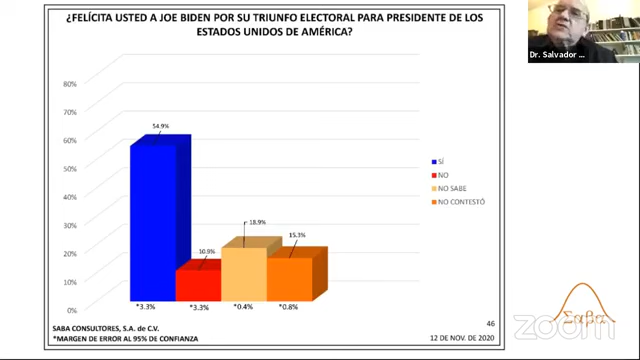 ¿FELÍCITA USTED A JOE BIDEN POR SU TRIUNFO ELECTORAL PARA PRESIDENTE DE LOS
ESTADOS UNIDOS DE AMÉRICA?
Dr. Salvador ...
80%
70%
60%
50%
40%
30%
20%
10%
0%
54.9%
10.9%
18.9%
15.3%
SÍ
NO
NO SABE
NO CONTESTÓ
*3.3%
*3.3%
*0.4%
*0.8%
46
SABA CONSULTORES, S.A. de C.V.
*MARGEN DE ERROR AL 95% DE CONFIANZA
12 DE NOV. DE 2020
Σαβα
zoom